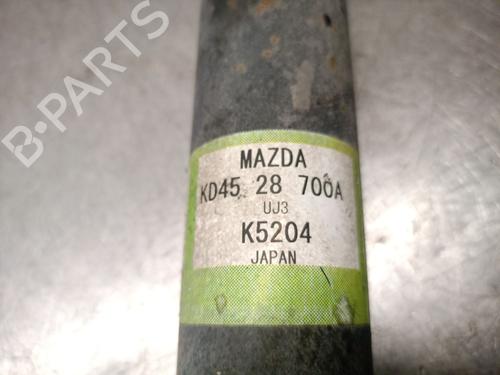 B-PARTS
MAZDA
KD45 28 700A
UJ3
K5204
JAPAN